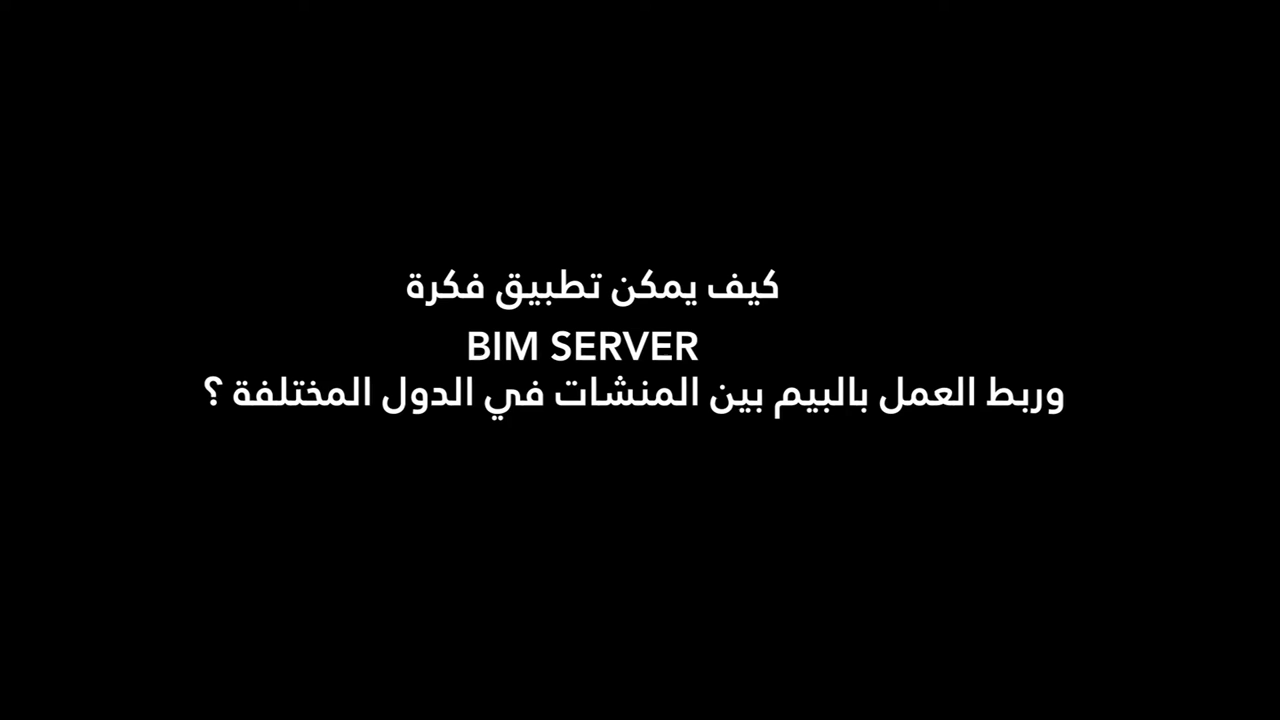 كيف يمكن تطبيق فكرة
BIM SERVER
وربط العمل بالبيم بين المنشات في الدول المختلفة ؟